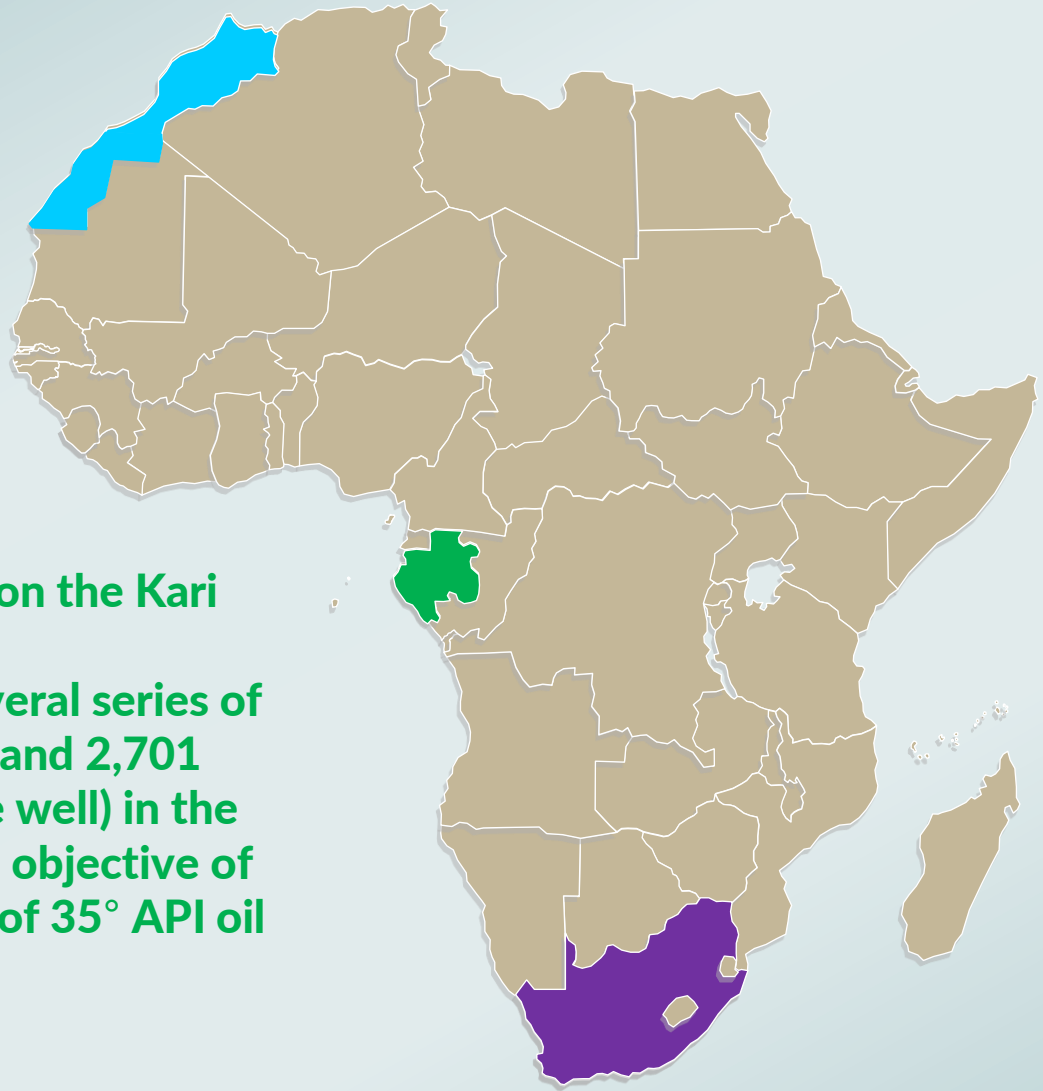 on the Kari
veral series of
and 2,701
well) in the
objective of
of 35° API oil